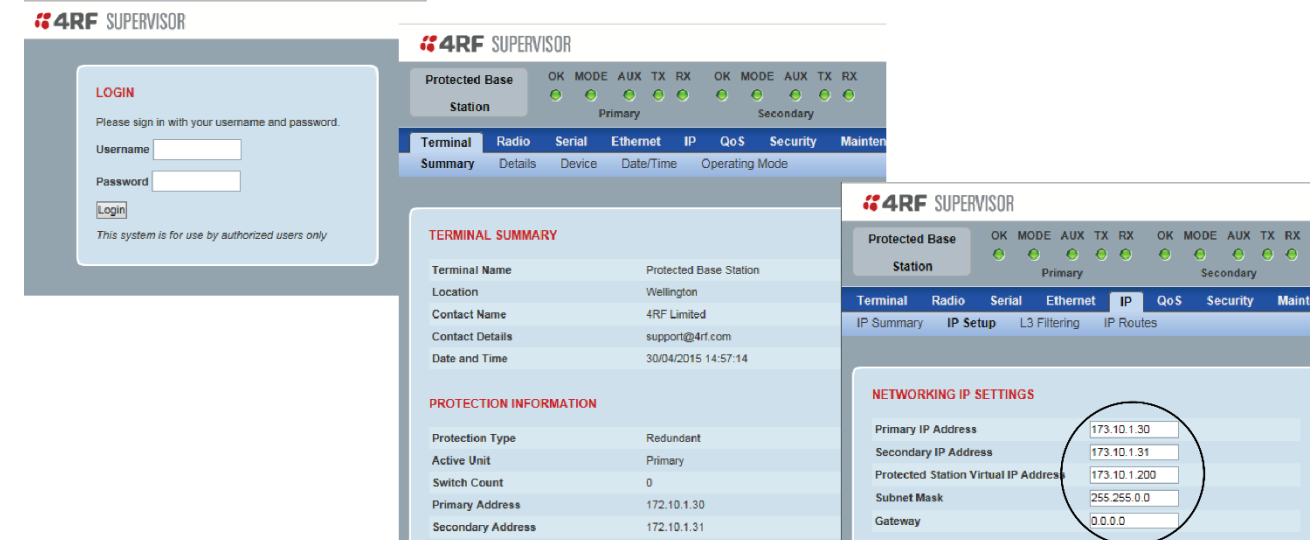 4RF SUPERVISOR
LOGIN
Please sign in with your username and password.
Username
Password
Login
This system is for use by authorized users only
4RF SUPERVISOR
Protected Base Station
OK MODE AUX TX RX OK MODE AUX TX RX
Primary Secondary
Terminal Radio Serial Ethernet IP QoS Security Mainten
Summary Details Device Date/Time Operating Mode
TERMINAL SUMMARY
Terminal Name Protected Base Station
Location Wellington
Contact Name 4RF Limited
Contact Details support@4rf.com
Date and Time 30/04/2015 14:57:14
PROTECTION INFORMATION
Protection Type Redundant
Active Unit Primary
Switch Count 0
Primary Address 172.10.1.30
Secondary Address 172.10.1.31
4RF SUPERVISOR
Protected Base Station
OK MODE AUX TX RX OK MODE AUX TX RX
Primary Secondary
Terminal Radio Serial Ethernet IP QoS Security Maint
IP Summary IP Setup L3 Filtering IP Routes
NETWORKING IP SETTINGS
Primary IP Address 173.10.1.30
Secondary IP Address 173.10.1.31
Protected Station Virtual IP Address 173.10.1.200
Subnet Mask 255.255.0.0
Gateway 0.0.0.0